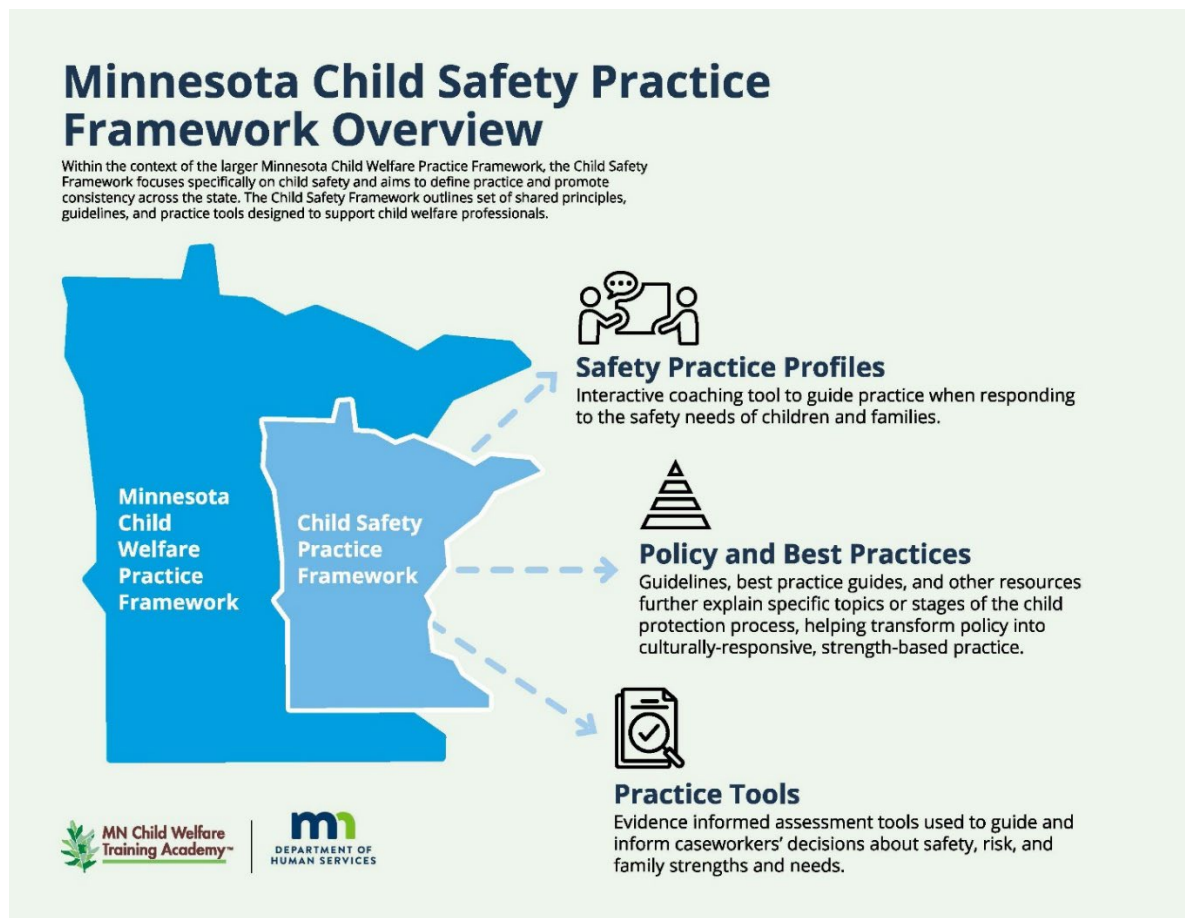 Minnesota Child Safety Practice
Framework Overview
Within the context of the larger Minnesota Child Welfare Practice Framework, the Child Safety
Framework focuses specifically on child safety and aims to define practice and promote
consistency across the state. The Child Safety Framework outlines set of shared principles,
guidelines, and practice tools designed to support child welfare professionals.
Minnesota
Child
Welfare
Practice
Framework
Child Safety
Practice
Framework
Safety Practice Profiles
Interactive coaching tool to guide practice when responding
to the safety needs of children and families.
Policy and Best Practices
Guidelines, best practice guides, and other resources
further explain specific topics or stages of the child
protection process, helping transform policy into
culturally-responsive, strength-based practice.
Practice Tools
Evidence informed assessment tools used to guide and
inform caseworkers' decisions about safety, risk, and
family strengths and needs.
MN Child Welfare
Training Academy™
mn
DEPARTMENT OF
HUMAN SERVICES